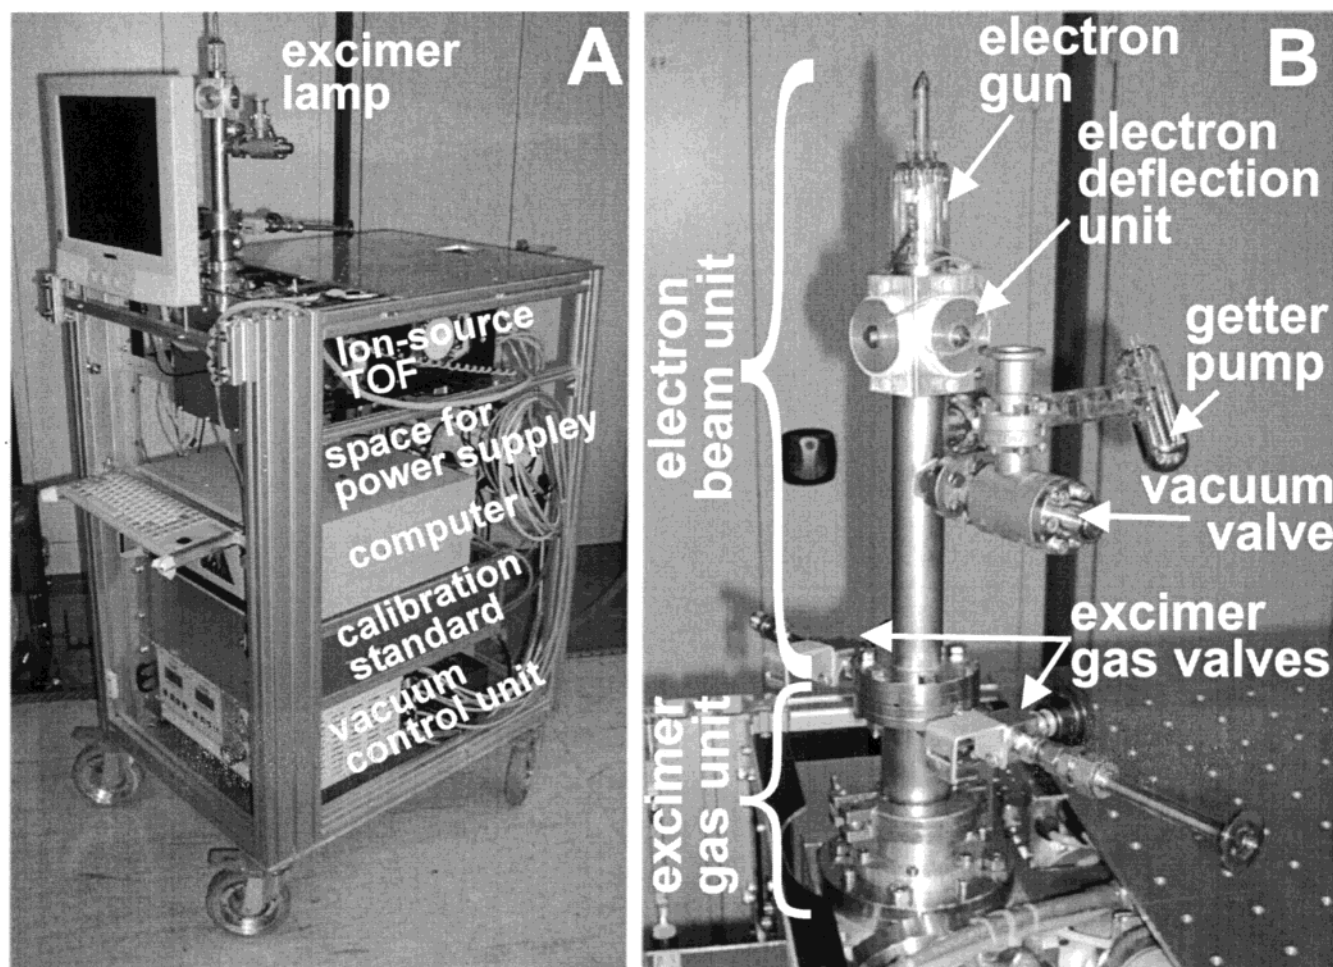 excimer
lamp
A
Ion-source
TOF
space for
power suppley
computer
calibration
standard
vacuum
control unit
B
electron
gun
electron
deflection
unit
getter
pump
electron
beam unit
vacuum
valve
excimer
gas valves
excimer
gas unit